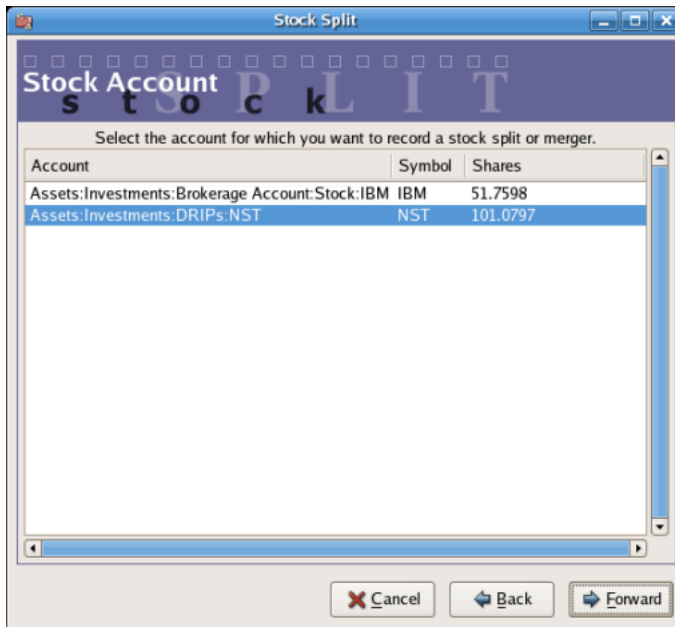 Stock Split
Stock Account
S P L I T
s t o c k
Select the account for which you want to record a stock split or merger.
Account Symbol Shares
Assets:Investments:Brokerage Account:Stock:IBM IBM 51.7598
Assets:Investments:DRIPs:NST NST 101.0797
Cancel Back Forward